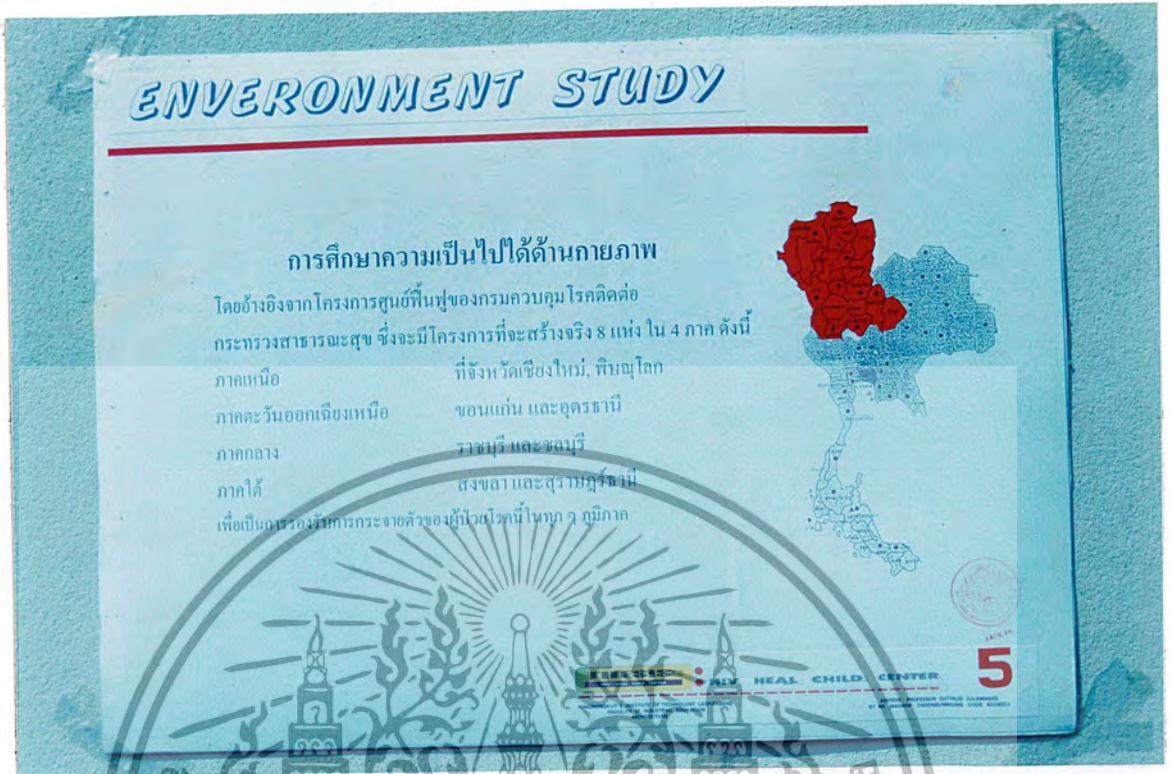 ENVERONMENT STUDY
การศึกษาความเป็นไปได้ด้านกายภาพ
โดยอ้างอิงจากโครงการศูนย์ฟื้นฟูของกรมควบคุมโรคติดต่อ
กระทรวงสาธารณะสุข ซึ่งจะมีโครงการที่จะสร้างจริง 8 แห่ง ใน 4 ภาค ดังนี้
ภาคเหนือ ที่จังหวัดเชียงใหม่, พิษณุโลก
ภาคตะวันออกเฉียงเหนือ ขอนแก่น และอุดรธานี
ภาคกลาง ราชบุรี และชลบุรี
ภาคใต้ สงขลา และสุราษฎร์ธานี
เพื่อเป็นการรองรับการกระจายตัวของผู้ป่วยโรคนี้ในทุก ๆ ภูมิภาค
THESIS : HIV HEAL CHILD CENTER
5
KINGMONGKUT'S INSTITUTE OF TECHNOLOGY LADKRABANG
FACULTY OF INDUSTRIAL EDUCATION
ARCHITECTURE